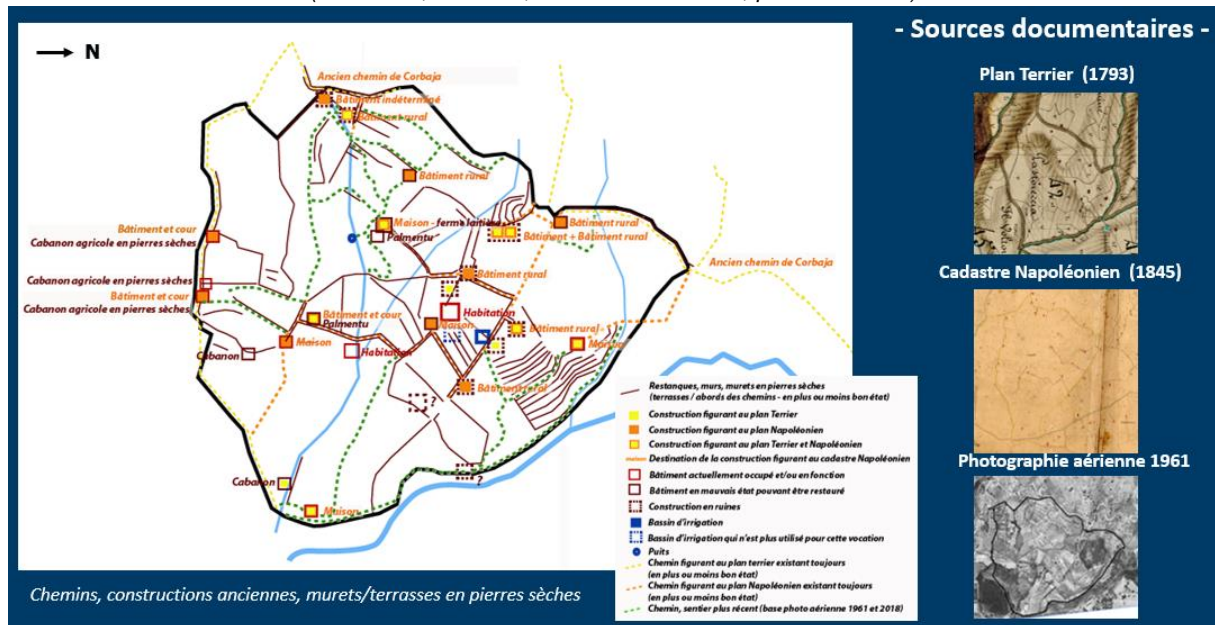 - Sources documentaires -
N
Plan Terrier (1793)
Ancien chemin de Corbaja
Bâtiment indéterminé
Bâtiment rural
Bâtiment rural
Bâtiment et cour
Cabanon agricole en pierres sèches
Maison - ferme laitière
Palmentu
Bâtiment rural
Bâtiment + Bâtiment rural
Ancien chemin de Corbaja
Cadastre Napoléonien (1845)
Cabanon agricole en pierres sèches
Bâtiment et cour
Cabanon agricole en pierres sèches
Bâtiment rural
Bâtiment et cour
Palmentu
Habitation
Maison
Bâtiment rural
Maison
Maison
Cabanon
Habitation
Bâtiment rural
?
?
Cabanon
Maison
Restanques, murs, murets en pierres sèches
(terrasses / abords des chemins - en plus ou moins bon état)
Construction figurant au plan Terrier
Construction figurant au plan Napoléonien
Construction figurant au plan Terrier et Napoléonien
Destination de la construction figurant au cadastre Napoléonien
Bâtiment actuellement occupé et/ou en fonction
Bâtiment en mauvais état pouvant être restauré
Construction en ruines
Bassin d'irrigation
Bassin d'irrigation qui n'est plus utilisé pour cette vocation
Puits
Chemin figurant au plan terrier existant toujours
(en plus ou moins bon état)
Chemin figurant au plan Napoléonien existant toujours
(en plus ou moins bon état)
Chemin, sentier plus récent (base photo aérienne 1961 et 2018)
Photographie aérienne 1961
Chemins, constructions anciennes, murets/terrasses en pierres sèches